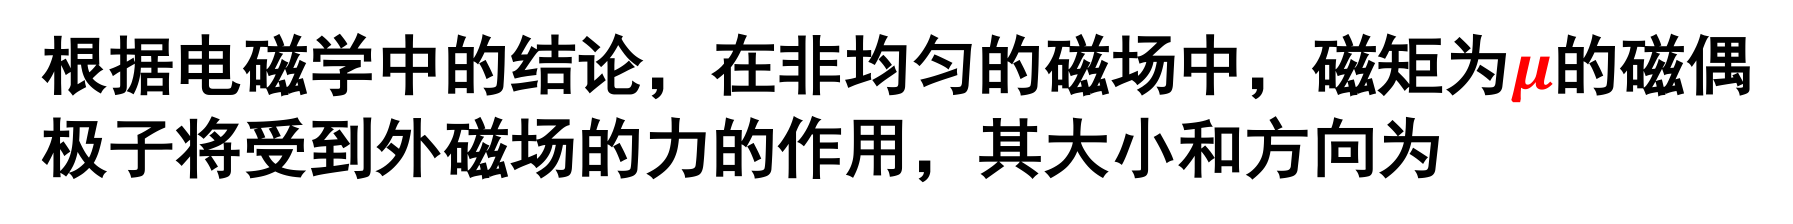 根据电磁学中的结论，在非均匀的磁场中，磁矩为μ的磁偶
极子将受到外磁场的力的作用，其大小和方向为